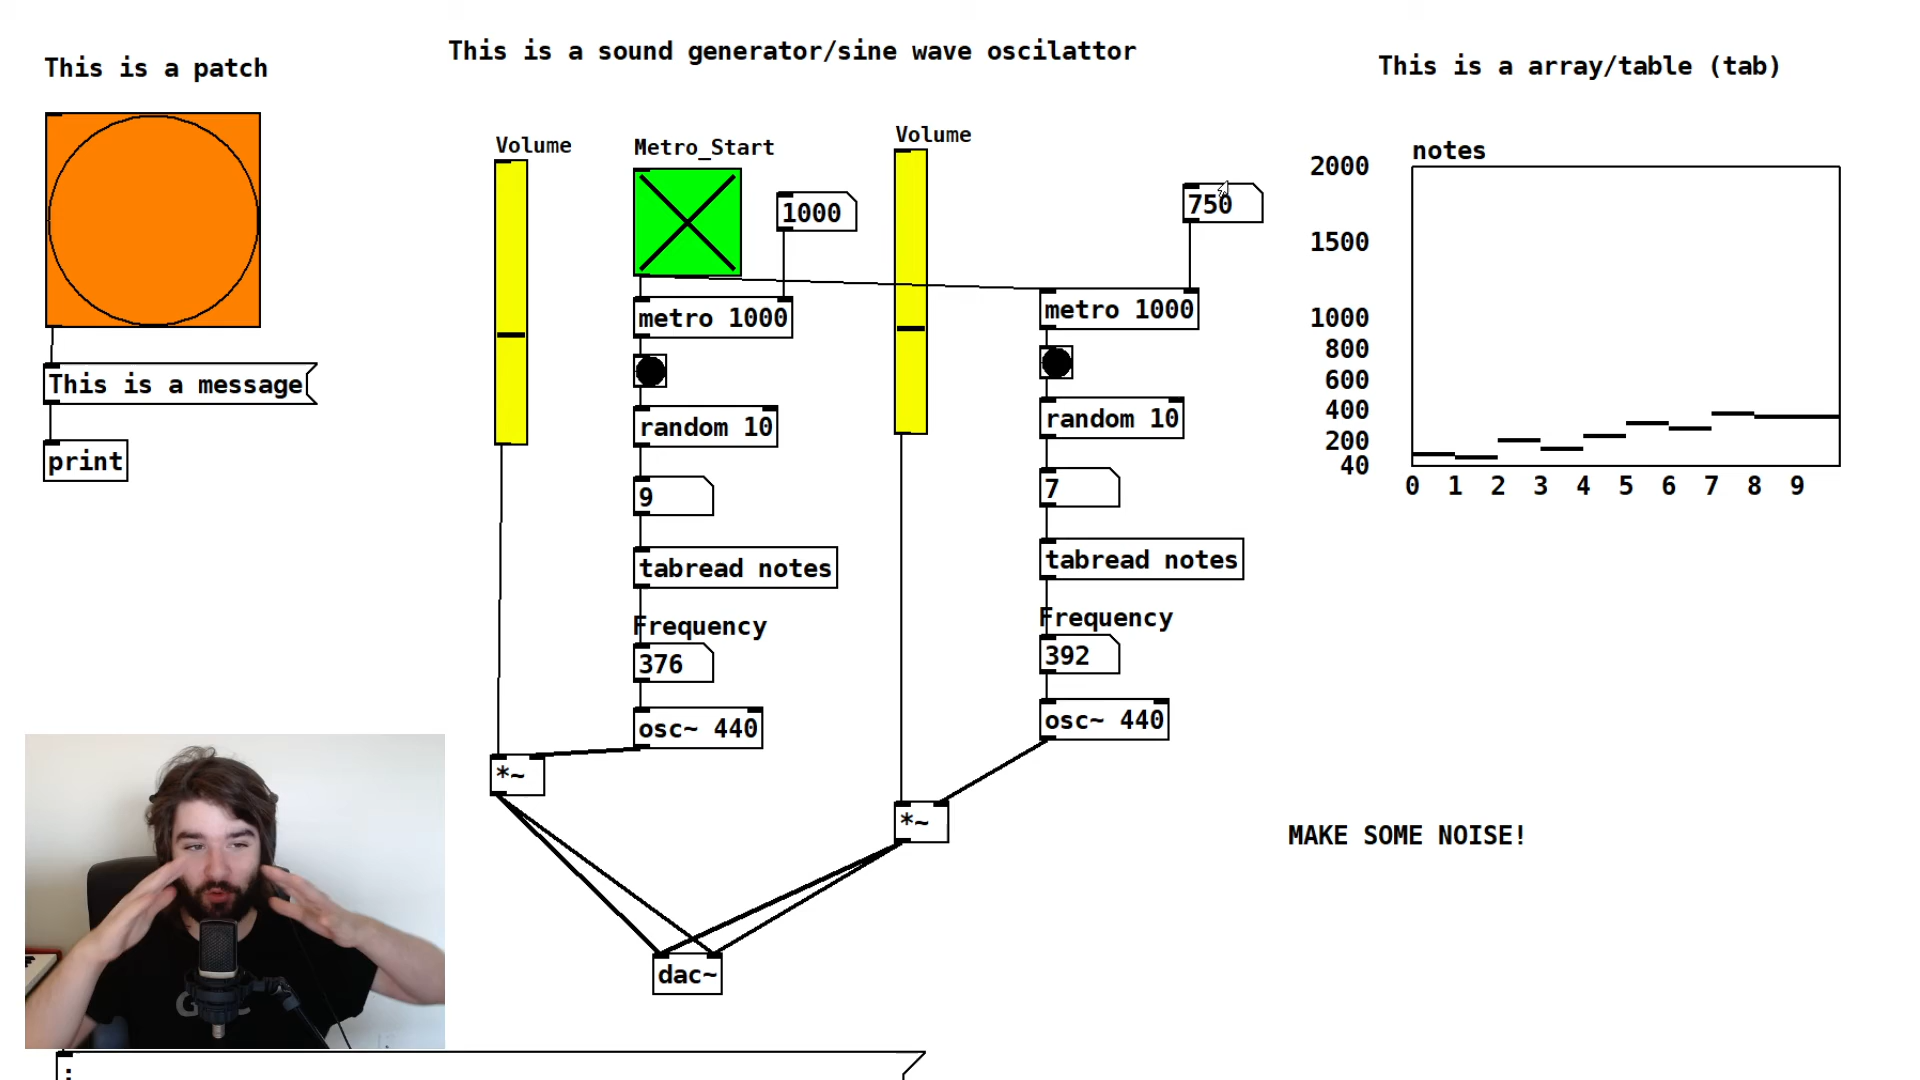 This is a patch
This is a message
print
This is a sound generator/sine wave oscilattor
Volume
Metro_Start
1000
metro 1000
random 10
9
tabread notes
Frequency
376
osc~ 440
*~
Volume
750
metro 1000
random 10
7
tabread notes
Frequency
392
osc~ 440
*~
dac~
This is a array/table (tab)
notes
2000
1500
1000
800
600
400
200
40
0 1 2 3 4 5 6 7 8 9
MAKE SOME NOISE!
;